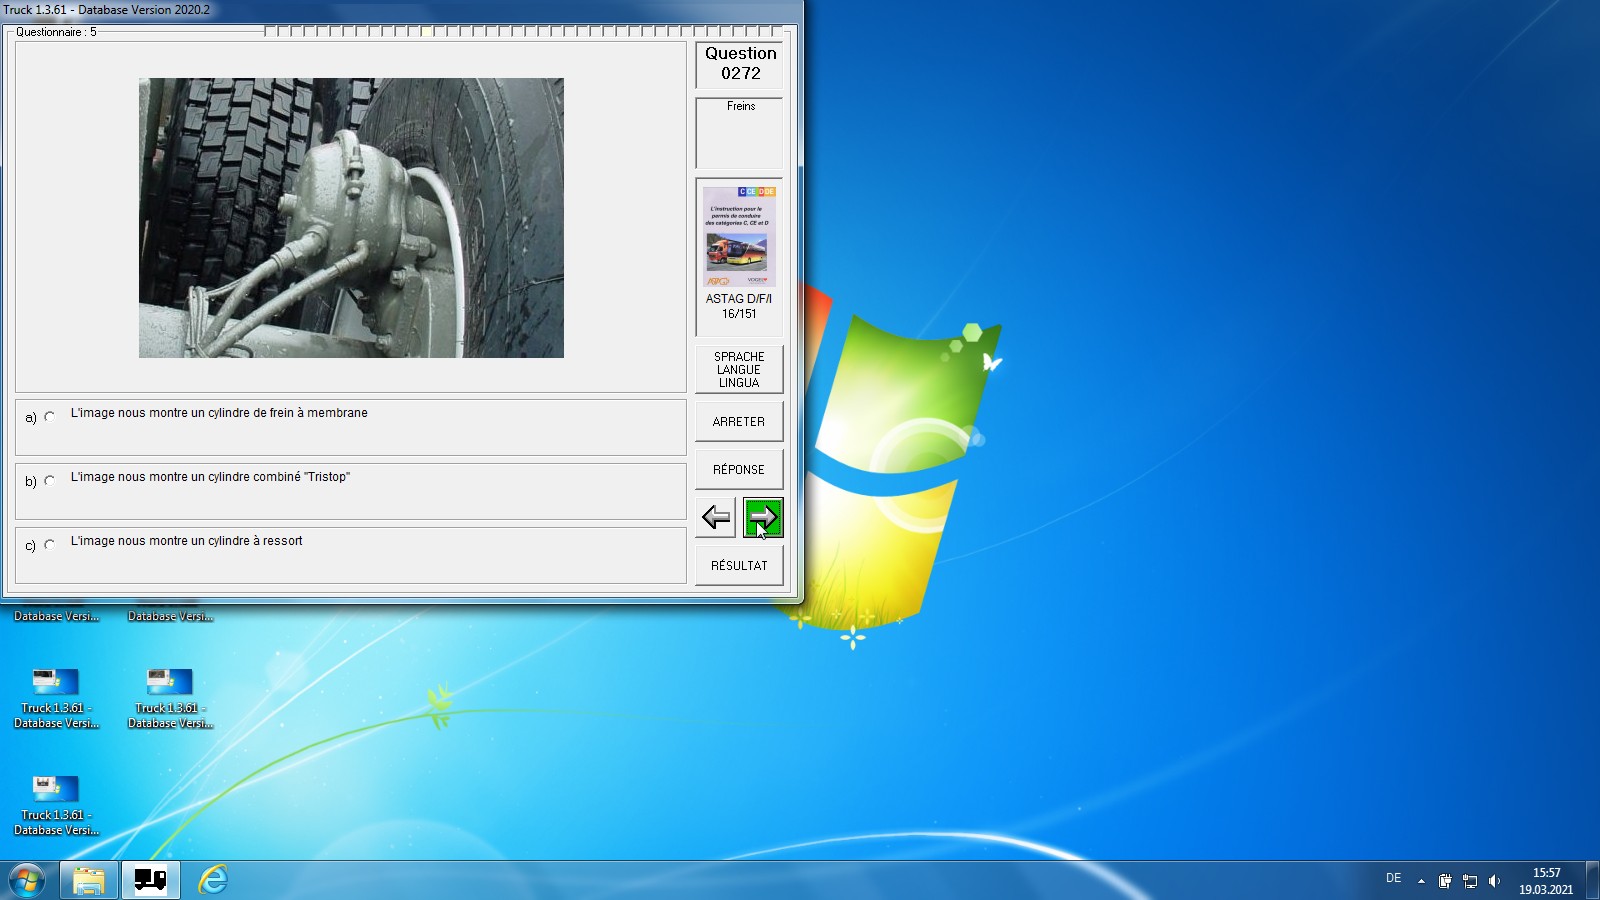 Truck 1.3.61 - Database Version 2020.2
Questionnaire : 5
Question
0272
Freins
C CE D DE
L'instruction pour le
permis de conduire
des catégories C, CE et D
ASTAG D/F/I
16/151
SPRACHE
LANGUE
LINGUA
a) L'image nous montre un cylindre de frein à membrane
ARRETER
b) L'image nous montre un cylindre combiné "Tristop"
RÉPONSE
c) L'image nous montre un cylindre à ressort
RÉSULTAT
Database Versi...
Database Versi...
Truck 1.3.61 -
Database Versi...
Truck 1.3.61 -
Database Versi...
Truck 1.3.61 -
Database Versi...
DE
15:57
19.03.2021